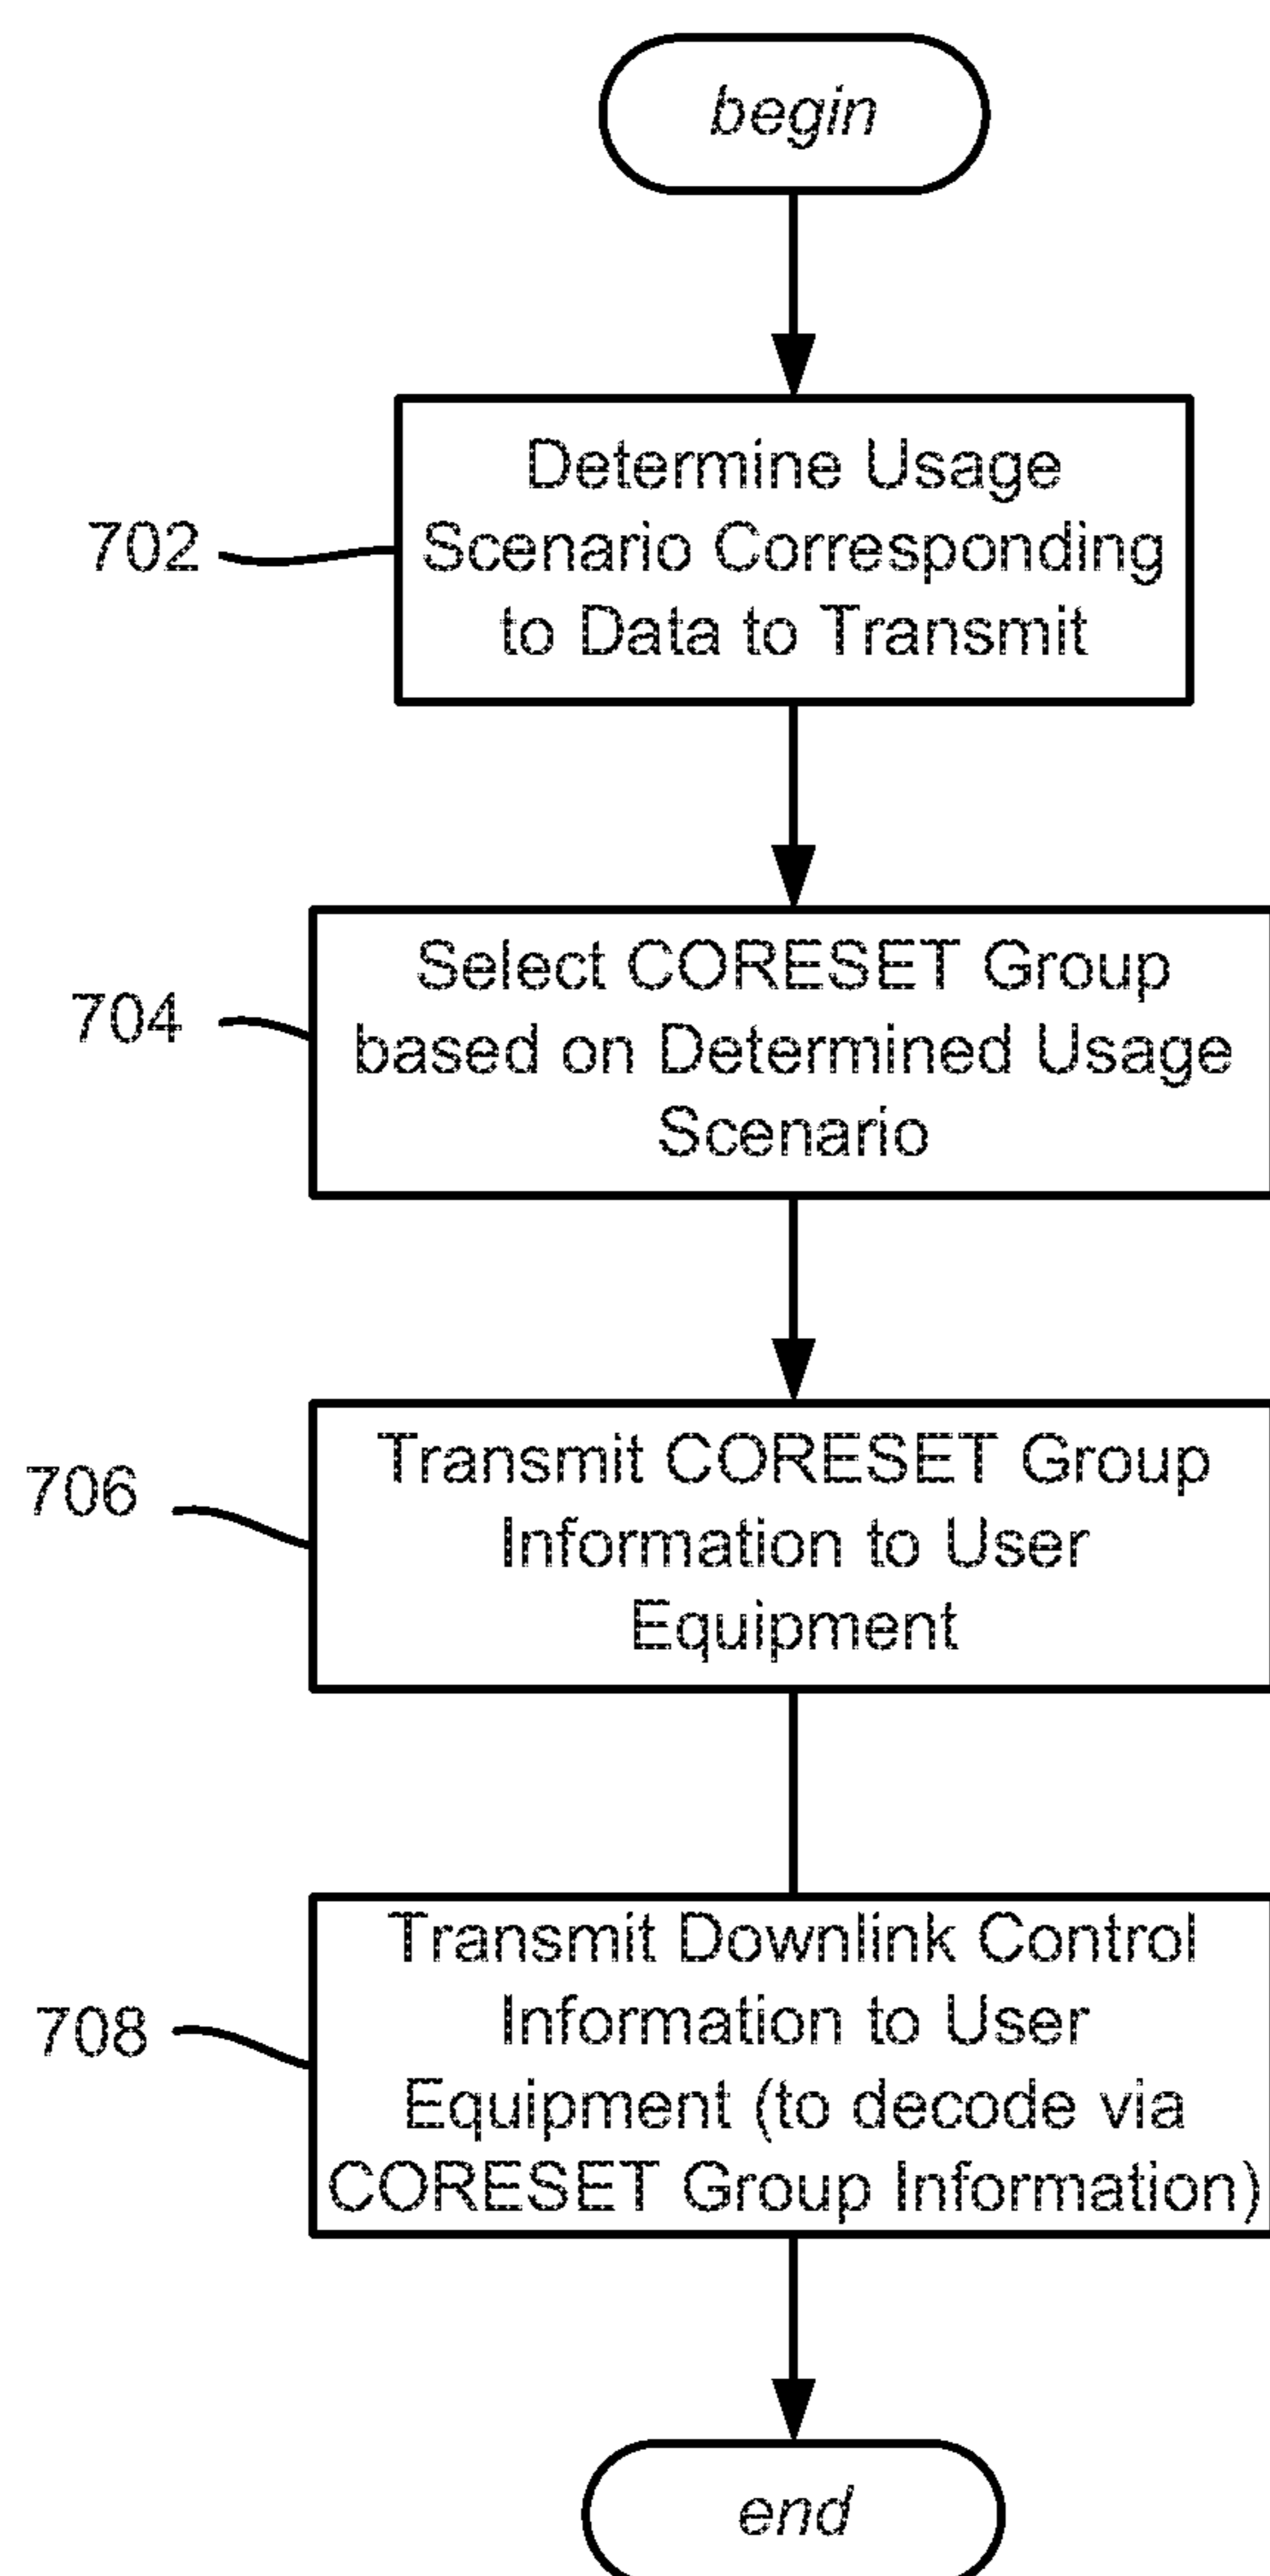 begin
702
Determine Usage
Scenario Corresponding
to Data to Transmit
704
Select CORESET Group
based on Determined Usage
Scenario
706
Transmit CORESET Group
Information to User
Equipment
708
Transmit Downlink Control
Information to User
Equipment (to decode via
CORESET Group Information)
end